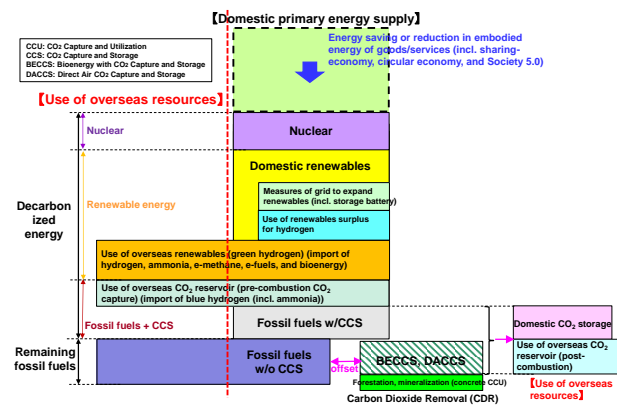 【Domestic primary energy supply】
CCU: CO2 Capture and Utilization
CCS: CO2 Capture and Storage
BECCS: Bioenergy with CO2 Capture and Storage
DACCS: Direct Air CO2 Capture and Storage
Energy saving or reduction in embodied
energy of goods/services (incl. sharing-
economy, circular economy, and Society 5.0)
【Use of overseas resources】
Nuclear
Nuclear
Domestic renewables
Measures of grid to expand
renewables (incl. storage battery)
Use of renewables surplus
for hydrogen
Renewable energy
Decarbon
ized
energy
Use of overseas renewables (green hydrogen) (import of
hydrogen, ammonia, e-methane, e-fuels, and bioenergy)
Use of overseas CO2 reservoir (pre-combustion CO2
capture) (import of blue hydrogen (incl. ammonia))
Fossil fuels + CCS
Fossil fuels w/CCS
Domestic CO2 storage
Use of overseas CO2
reservoir (post-
combustion)
【Use of overseas
resources】
Remaining
fossil fuels
Fossil fuels
w/o CCS
offset
BECCS, DACCS
Forestation, mineralization (concrete CCU)
Carbon Dioxide Removal (CDR)